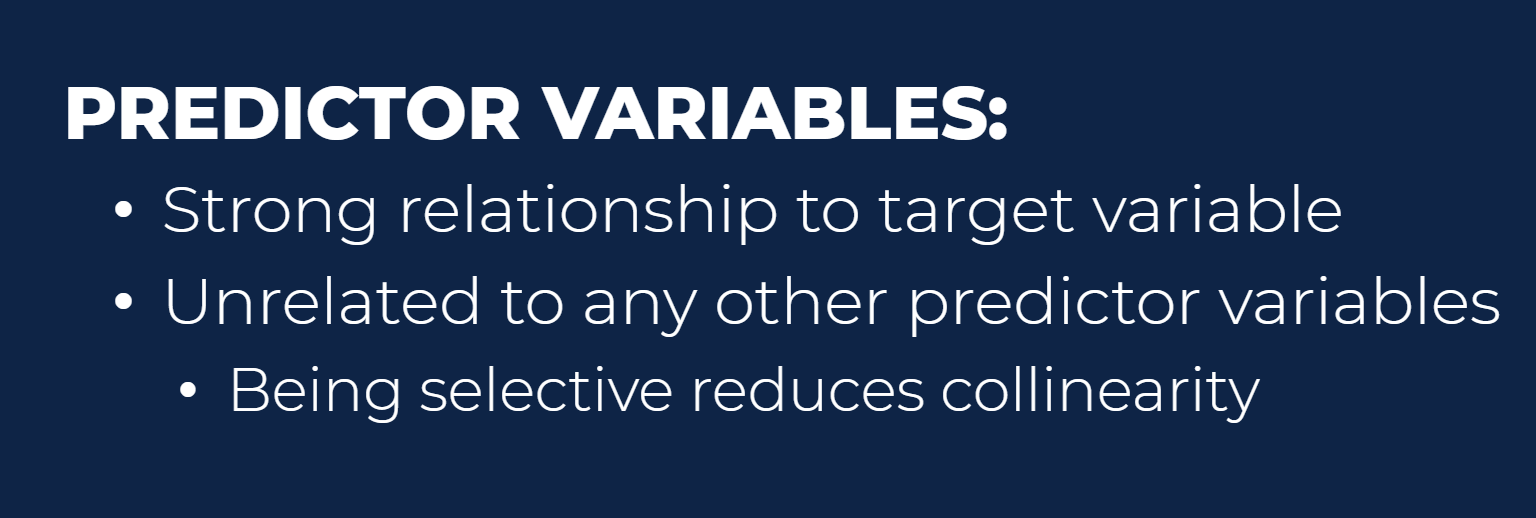 PREDICTOR VARIABLES:
• Strong relationship to target variable
• Unrelated to any other predictor variables
• Being selective reduces collinearity